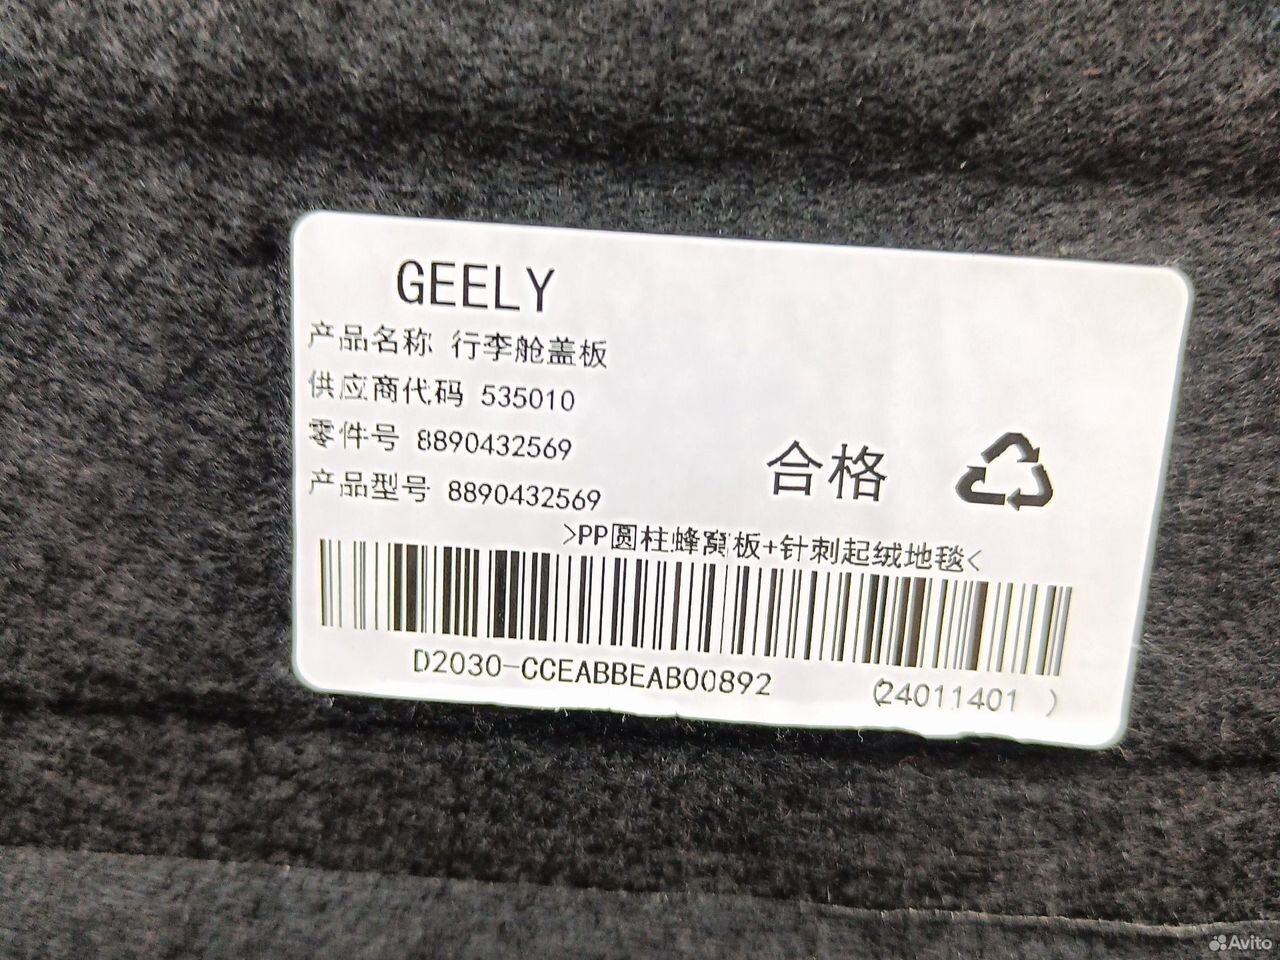 GEELY
产品名称 行李舱盖板
供应商代码 535010
零件号 8890432569
产品型号 8890432569
合格
>PP圆柱蜂窝板+针刺起绒地毯<
D2030-CCEABBEAB00892 (24011401 )
Avito